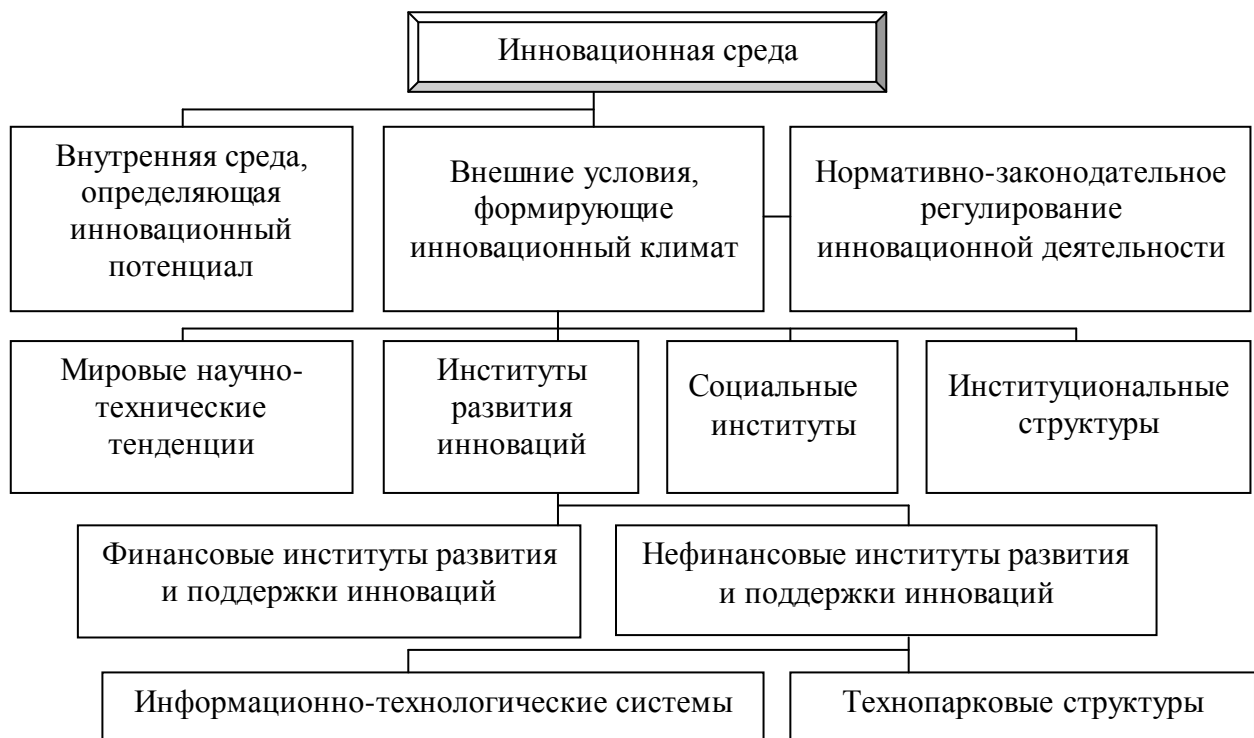 Инновационная среда
Внутренняя среда,
определяющая
инновационный
потенциал
Внешние условия,
формирующие
инновационный климат
Нормативно-законодательное
регулирование
инновационной деятельности
Мировые научно-
технические
тенденции
Институты
развития
инноваций
Социальные
институты
Институциональные
структуры
Финансовые институты развития
и поддержки инноваций
Нефинансовые институты развития
и поддержки инноваций
Информационно-технологические системы
Технопарковые структуры